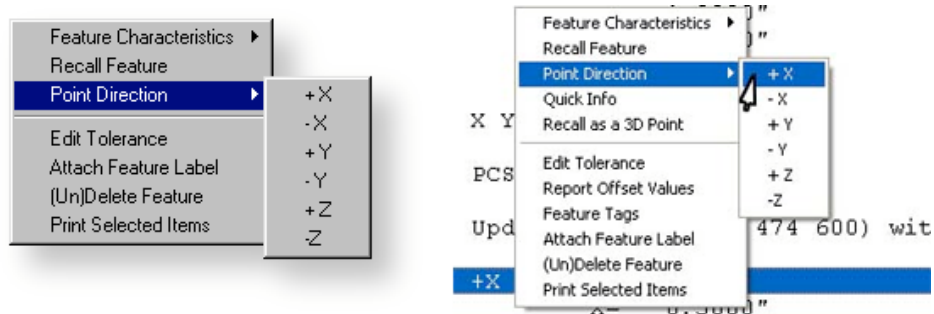 Feature Characteristics
Recall Feature
Point Direction
+X
-X
+Y
-Y
+Z
-Z
Edit Tolerance
Attach Feature Label
(Un)Delete Feature
Print Selected Items
Feature Characteristics
Recall Feature
Point Direction
Quick Info
Recall as a 3D Point
+ X
- X
+ Y
- Y
+ Z
-Z
Edit Tolerance
Report Offset Values
Feature Tags
Attach Feature Label
(Un)Delete Feature
Print Selected Items
X Y
PCS
Upd 474 600) wit
+X